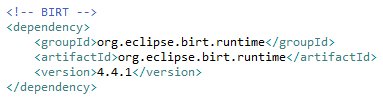 <!-- BIRT -->
<dependency>
    <groupId>org.eclipse.birt.runtime</groupId>
    <artifactId>org.eclipse.birt.runtime</artifactId>
    <version>4.4.1</version>
</dependency>